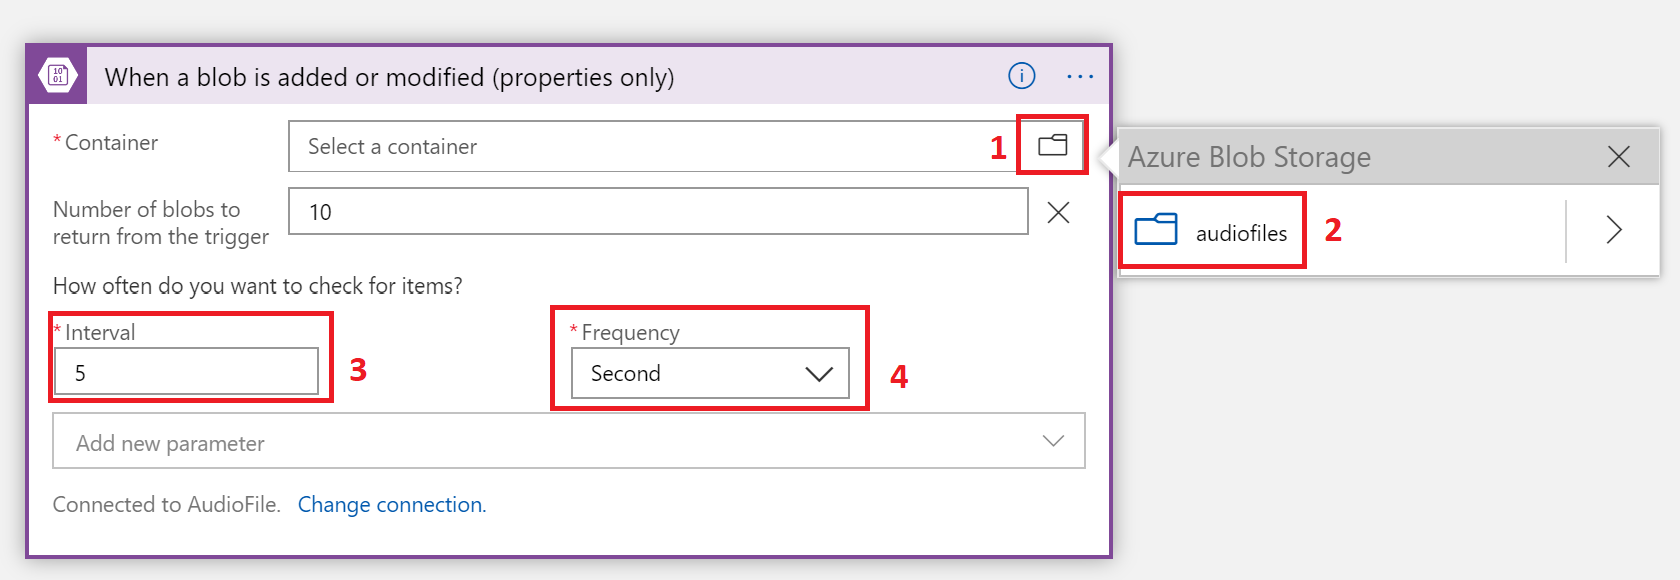 10
01
When a blob is added or modified (properties only)
i
...
* Container
Select a container
1
Number of blobs to
return from the trigger
10
How often do you want to check for items?
* Interval
5
3
* Frequency
Second
4
Add new parameter
Connected to AudioFile. Change connection.
Azure Blob Storage
audiofiles
2